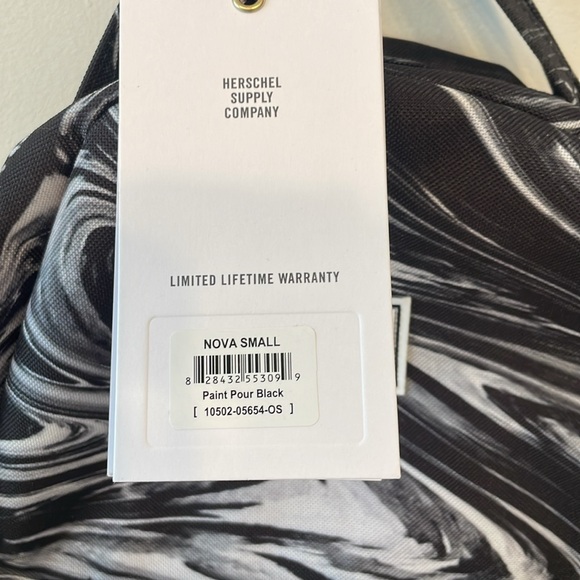 HERSCHEL
SUPPLY
COMPANY
LIMITED LIFETIME WARRANTY
NOVA SMALL
8 28432 55309 9
Paint Pour Black
[ 10502-05654-OS ]